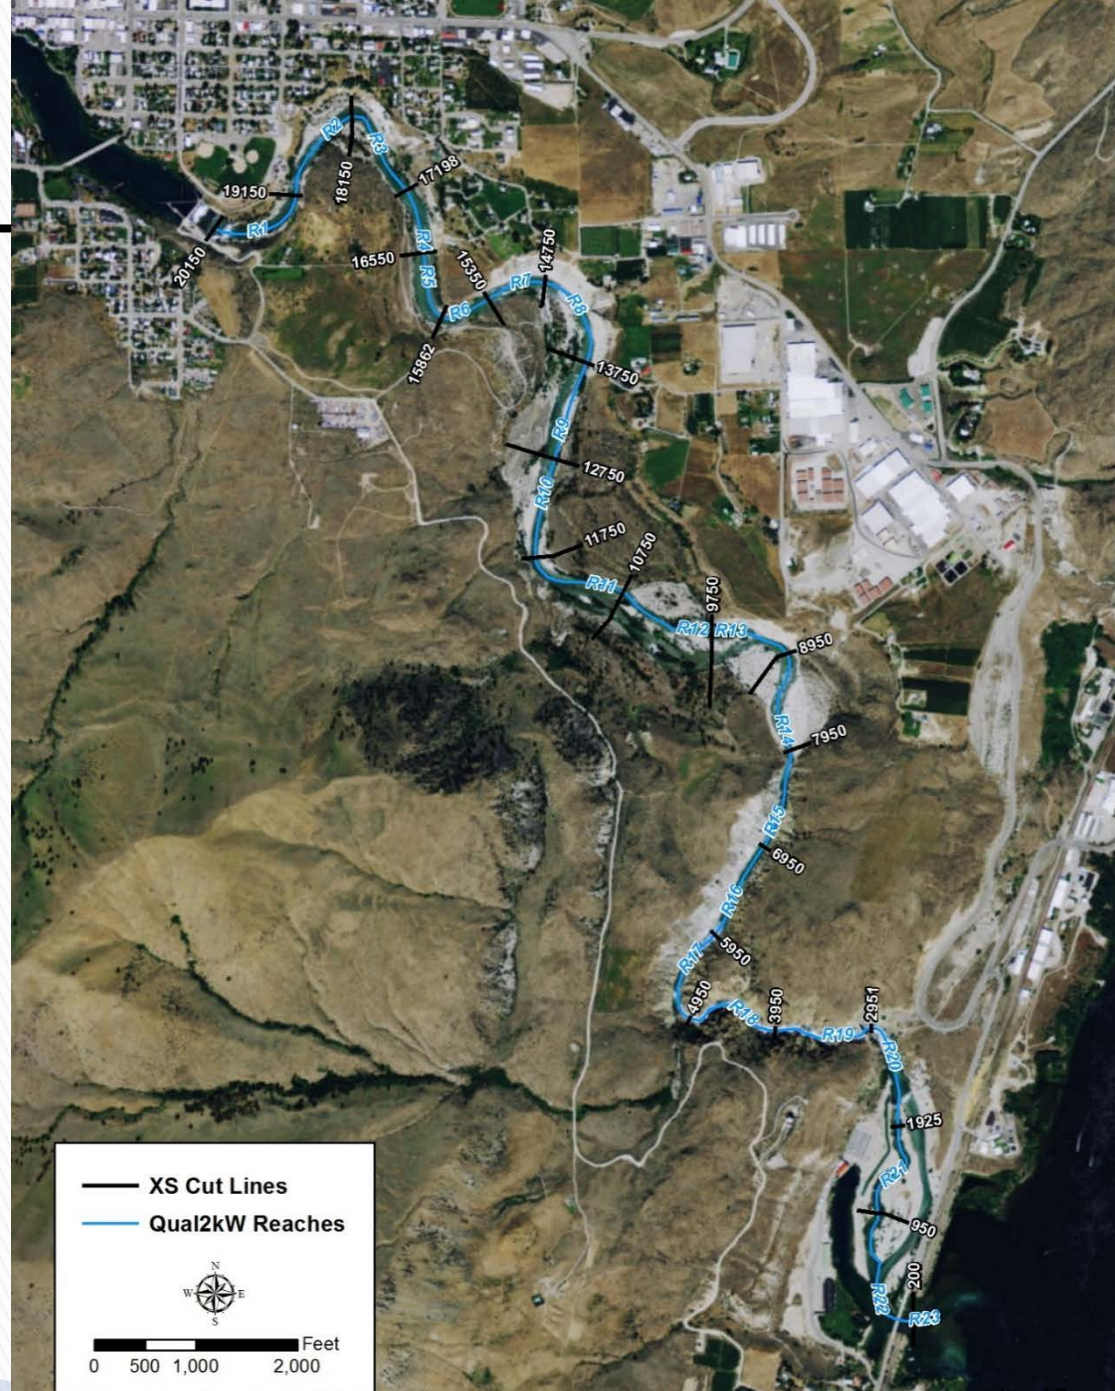 R2
R3
18150
17198
19150
R1
20150
R4
16550
R5
15350
14750
R7
R6
R8
15862
13750
R9
12750
R10
11750
10750
R11
9750
R12
R13
8950
R14
7950
R15
6950
R16
5950
R17
4950
R18
3950
R19
2951
R20
1925
R21
950
200
R22
R23
XS Cut Lines
Qual2kW Reaches
N
W E
S
Feet
0 500 1,000 2,000